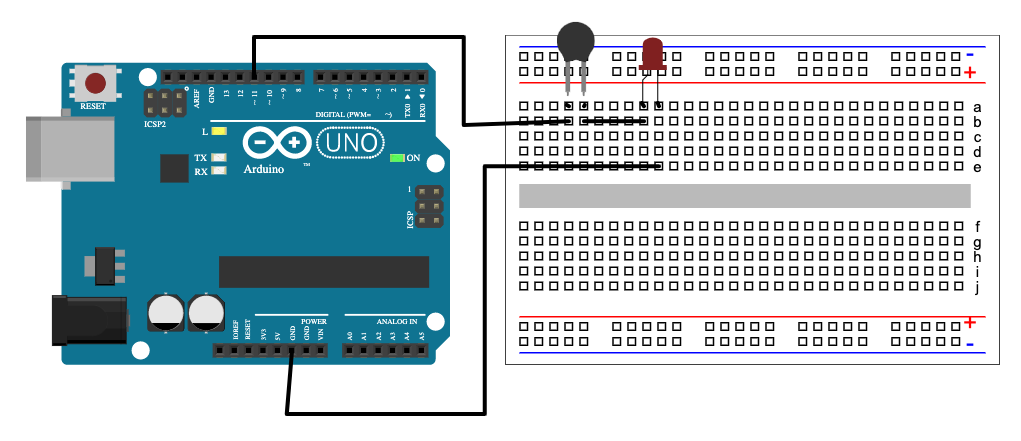 RESET
ICSP2
AREF
GND
13
12
~ 11
~ 10
~ 9
8
7
~ 6
~ 5
4
~ 3
2
TX0 ▶ 1
RX0 ◀ 0
DIGITAL (PWM= ~)
L
TX
RX
Arduino
™
UNO
ON
1
ICSP
POWER
ANALOG IN
IOREF
RESET
3V3
5V
GND
GND
VIN
A0
A1
A2
A3
A4
A5
-
+
a
b
c
d
e
f
g
h
i
j
+
-